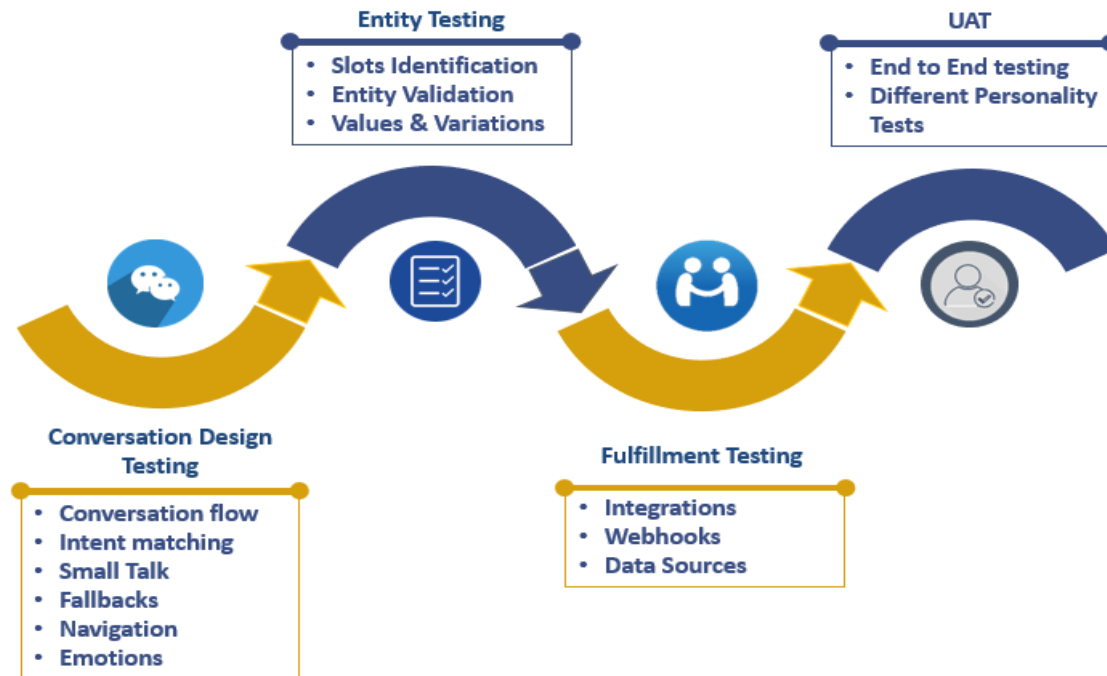 Entity Testing
• Slots Identification
• Entity Validation
• Values & Variations
UAT
• End to End testing
• Different Personality
Tests
Conversation Design
Testing
• Conversation flow
• Intent matching
• Small Talk
• Fallbacks
• Navigation
• Emotions
Fulfillment Testing
• Integrations
• Webhooks
• Data Sources